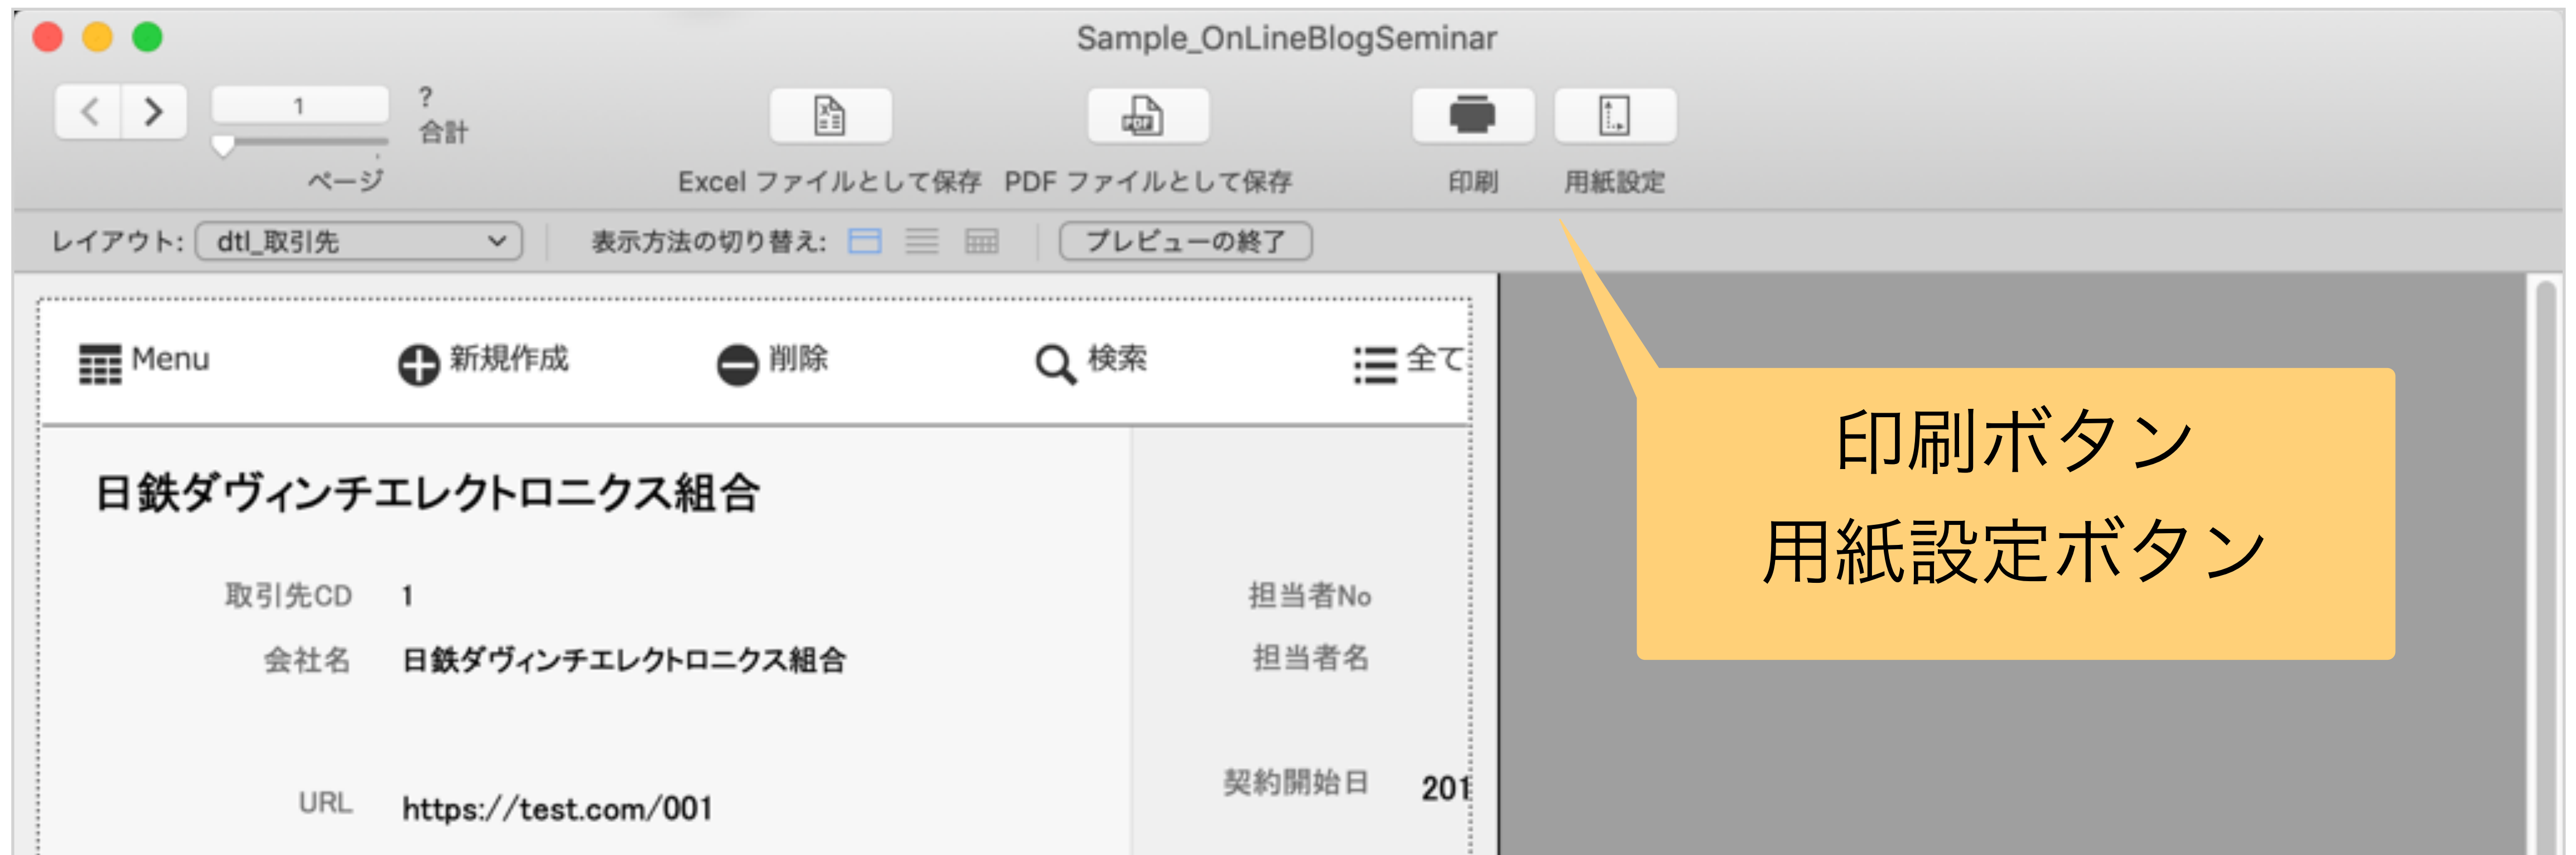 Sample_OnLineBlogSeminar
1
?
合計
ページ
Excel ファイルとして保存
PDF
PDF ファイルとして保存
印刷
用紙設定
レイアウト: dtl_取引先
表示方法の切り替え:
プレビューの終了
Menu
新規作成
削除
検索
全て
日鉄ダヴィンチエレクトロニクス組合
取引先CD 1
担当者No
会社名 日鉄ダヴィンチエレクトロニクス組合
担当者名
URL https://test.com/001
契約開始日 201
印刷ボタン
用紙設定ボタン